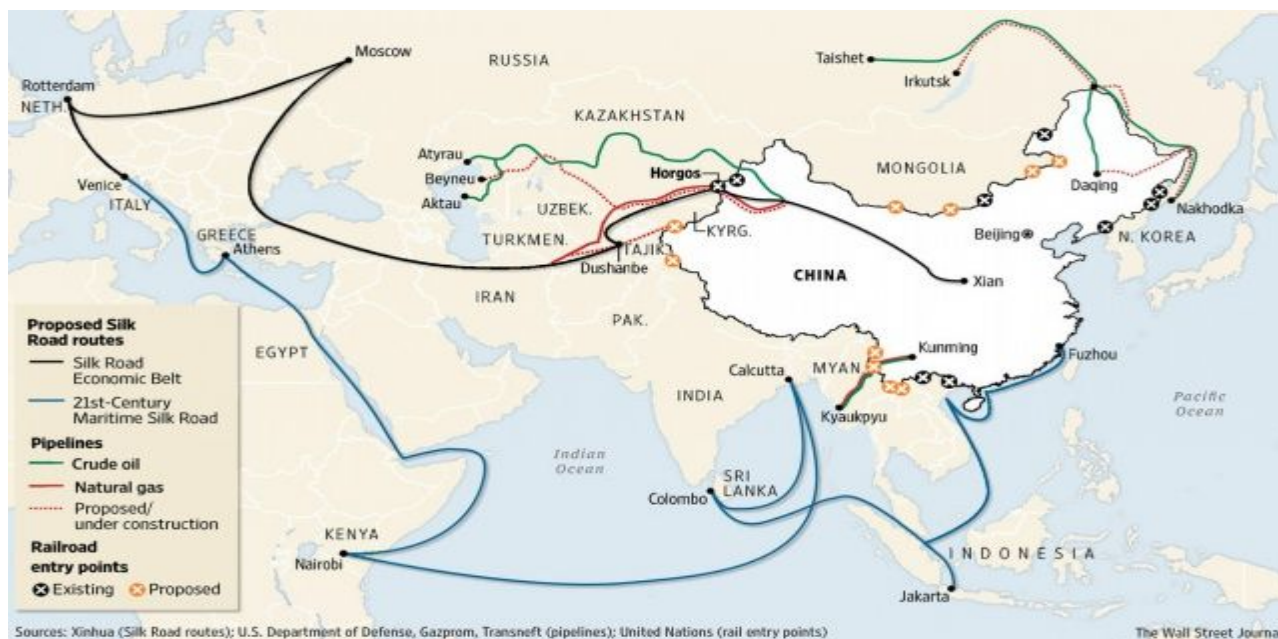 Moscow
RUSSIA
Taishet
Irkutsk
Rotterdam
NETH.
KAZAKHSTAN
Atyrau
Beyneu
Aktau
Horgos
MONGOLIA
Daqing
Nakhodka
Venice
ITALY
UZBEK.
GREECE
Athens
TURKMEN.
KYRG.
TAJIK.
Dushanbe
Beijing
N. KOREA
CHINA
Xian
IRAN
PAK.
EGYPT
Proposed Silk
Road routes
Silk Road
Economic Belt
21st-Century
Maritime Silk Road
Pipelines
Crude oil
Natural gas
Proposed/
under construction
Railroad
entry points
Existing
Proposed
Calcutta
MYAN.
Kunming
Fuzhou
INDIA
Kyaukpyu
Pacific
Ocean
Indian
Ocean
SRI
LANKA
Colombo
KENYA
Nairobi
INDONESIA
Jakarta
Sources: Xinhua (Silk Road routes); U.S. Department of Defense, Gazprom, Transneft (pipelines); United Nations (rail entry points)
The Wall Street Journa